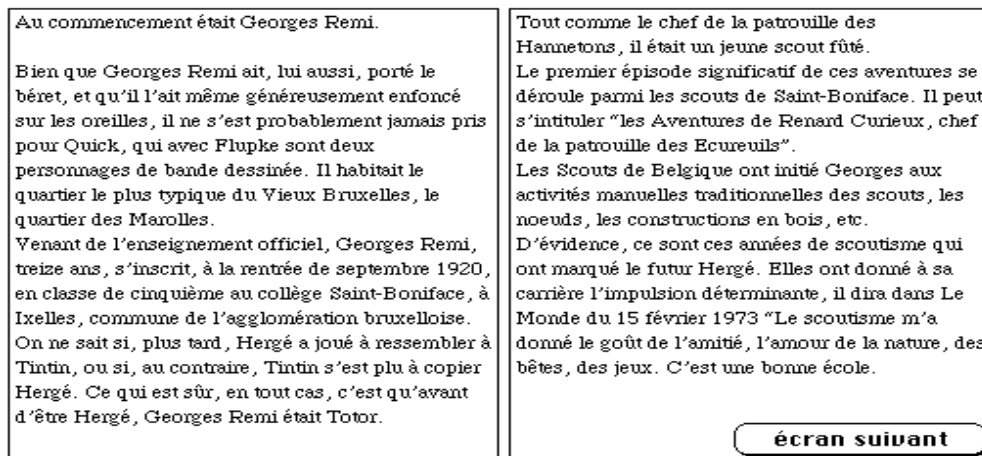 Au commencement était Georges Remi.
Bien que Georges Remi ait, lui aussi, porté le
béret, et qu'il l'ait même généreusement enfoncé
sur les oreilles, il ne s'est probablement jamais pris
pour Quick, qui avec Flupke sont deux
personnages de bande dessinée. Il habitait le
quartier le plus typique du Vieux Bruxelles, le
quartier des Marolles.
Venant de l'enseignement officiel, Georges Remi,
treize ans, s'inscrit, à la rentrée de septembre 1920,
en classe de cinquième au collège Saint-Boniface, à
Ixelles, commune de l'agglomération bruxelloise.
On ne sait si, plus tard, Hergé a joué à ressembler à
Tintin, ou si, au contraire, Tintin s'est plu à copier
Hergé. Ce qui est sûr, en tout cas, c'est qu'avant
d'être Hergé, Georges Remi était Totor.
Tout comme le chef de la patrouille des
Hannetons, il était un jeune scout fûté.
Le premier épisode significatif de ces aventures se
déroule parmi les scouts de Saint-Boniface. Il peut
s'intituler "les Aventures de Renard Curieux, chef
de la patrouille des Ecureuils".
Les Scouts de Belgique ont initié Georges aux
activités manuelles traditionnelles des scouts, les
noeuds, les constructions en bois, etc.
D'évidence, ce sont ces années de scoutisme qui
ont marqué le futur Hergé. Elles ont donné à sa
carrière l'impulsion déterminante, il dira dans Le
Monde du 15 février 1973 "Le scoutisme m'a
donné le goût de l'amitié, l'amour de la nature, des
bêtes, des jeux. C'est une bonne école.
écran suivant